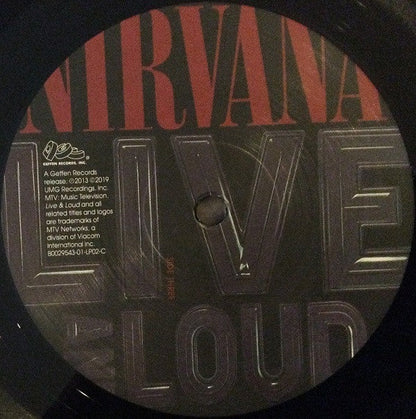 NIRVANA
LIVE
LOUD
GEFFEN RECORDS, INC.
A Geffen Records
release; ℗2013 ©2019
UMG Recordings, Inc.
MTV: Music Television,
Live & Loud and all
related titles and logos
are trademarks of
MTV Networks, a
division of Viacom
International Inc.
B0029543-01-LP02-C
SIDE THREE